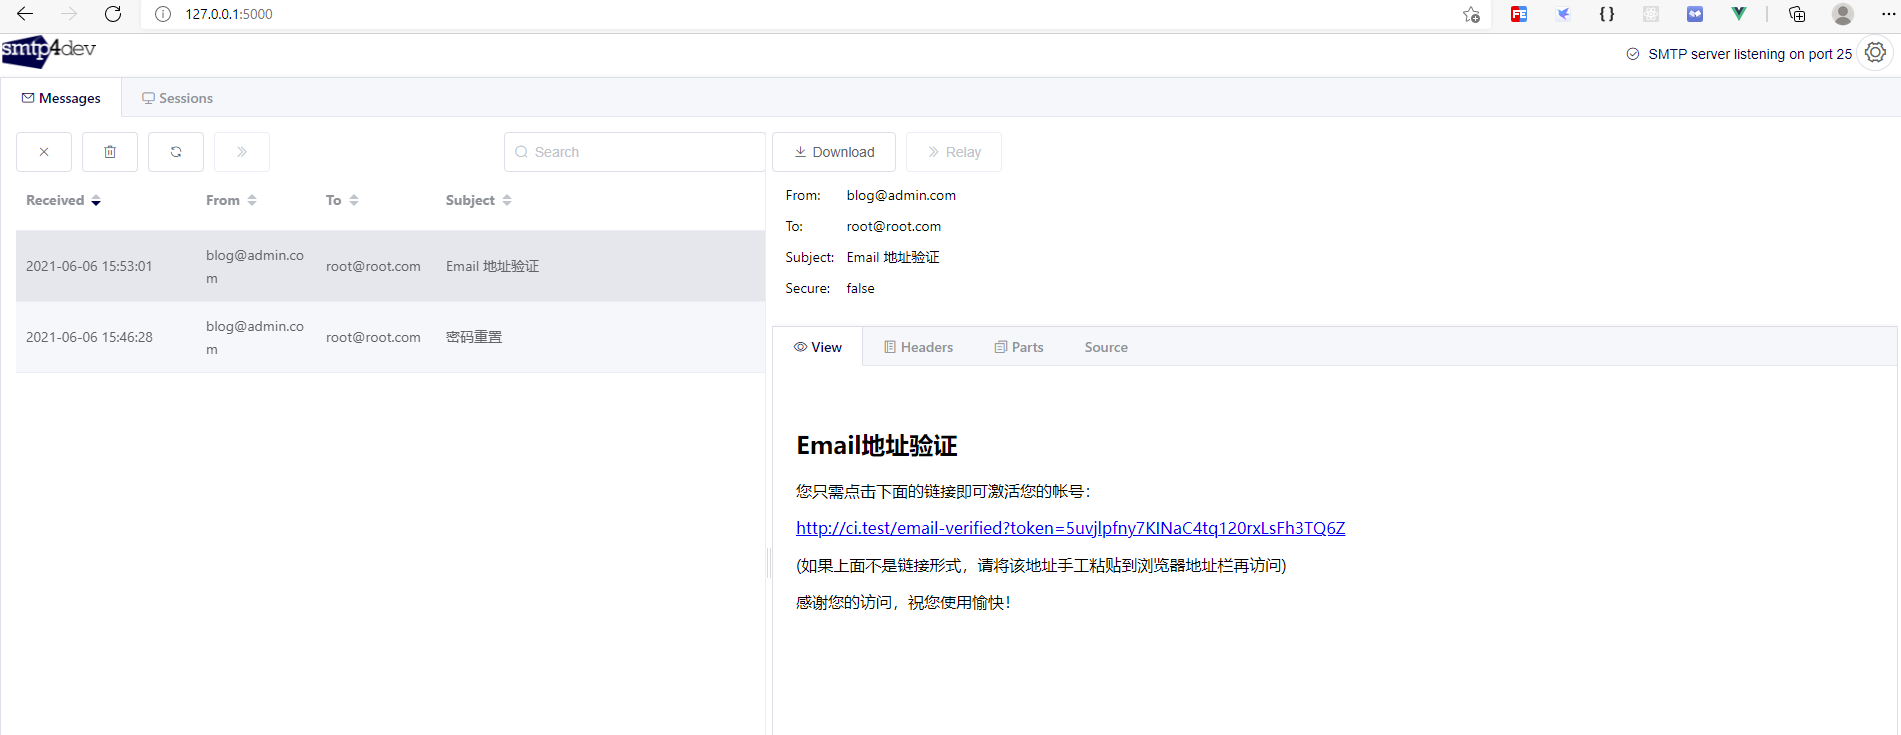 127.0.0.1:5000
smtp4dev
SMTP server listening on port 25
Messages
Sessions
Search
Download
Relay
Received
From
To
Subject
2021-06-06 15:53:01
blog@admin.co
m
root@root.com
Email 地址验证
2021-06-06 15:46:28
blog@admin.co
m
root@root.com
密码重置
From: blog@admin.com
To: root@root.com
Subject: Email 地址验证
Secure: false
View
Headers
Parts
Source
Email地址验证
您只需点击下面的链接即可激活您的帐号：
http://ci.test/email-verified?token=5uvjlpfny7KINaC4tq120rxLsFh3TQ6Z
(如果上面不是链接形式，请将该地址手工粘贴到浏览器地址栏再访问)
感谢您的访问，祝您使用愉快！